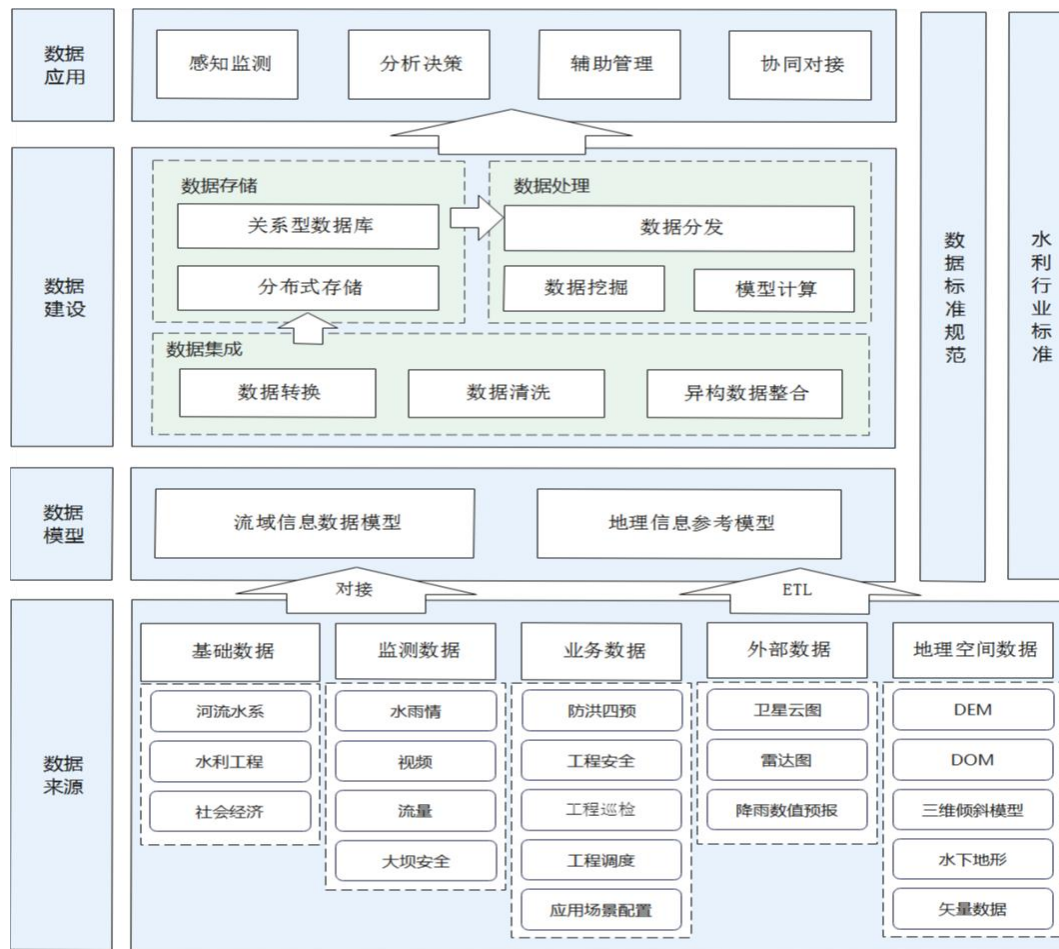 数据
应用
感知监测
分析决策
辅助管理
协同对接
数据
建设
数据存储
关系型数据库
分布式存储
数据处理
数据分发
数据挖掘
模型计算
数据集成
数据转换
数据清洗
异构数据整合
数据标准规范
水利行业标准
数据
模型
流域信息数据模型
地理信息参考模型
对接
ETL
数据
来源
基础数据
河流水系
水利工程
社会经济
监测数据
水雨情
视频
流量
大坝安全
业务数据
防洪四预
工程安全
工程巡检
工程调度
应用场景配置
外部数据
卫星云图
雷达图
降雨数值预报
地理空间数据
DEM
DOM
三维倾斜模型
水下地形
矢量数据